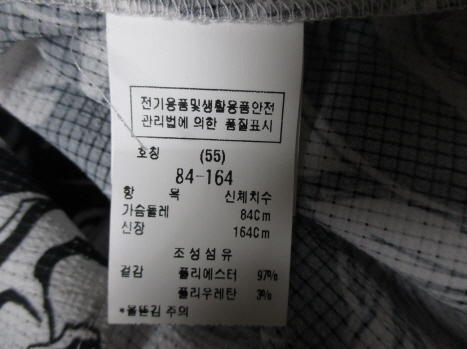 전기용품및생활용품안전
관리법에 의한 품질표시
호칭 (55)
84-164
항 목 신체치수
가슴둘레 84Cm
신장 164Cm
조성섬유
겉감 폴리에스터 97%
폴리우레탄 3%
*올뜯김 주의